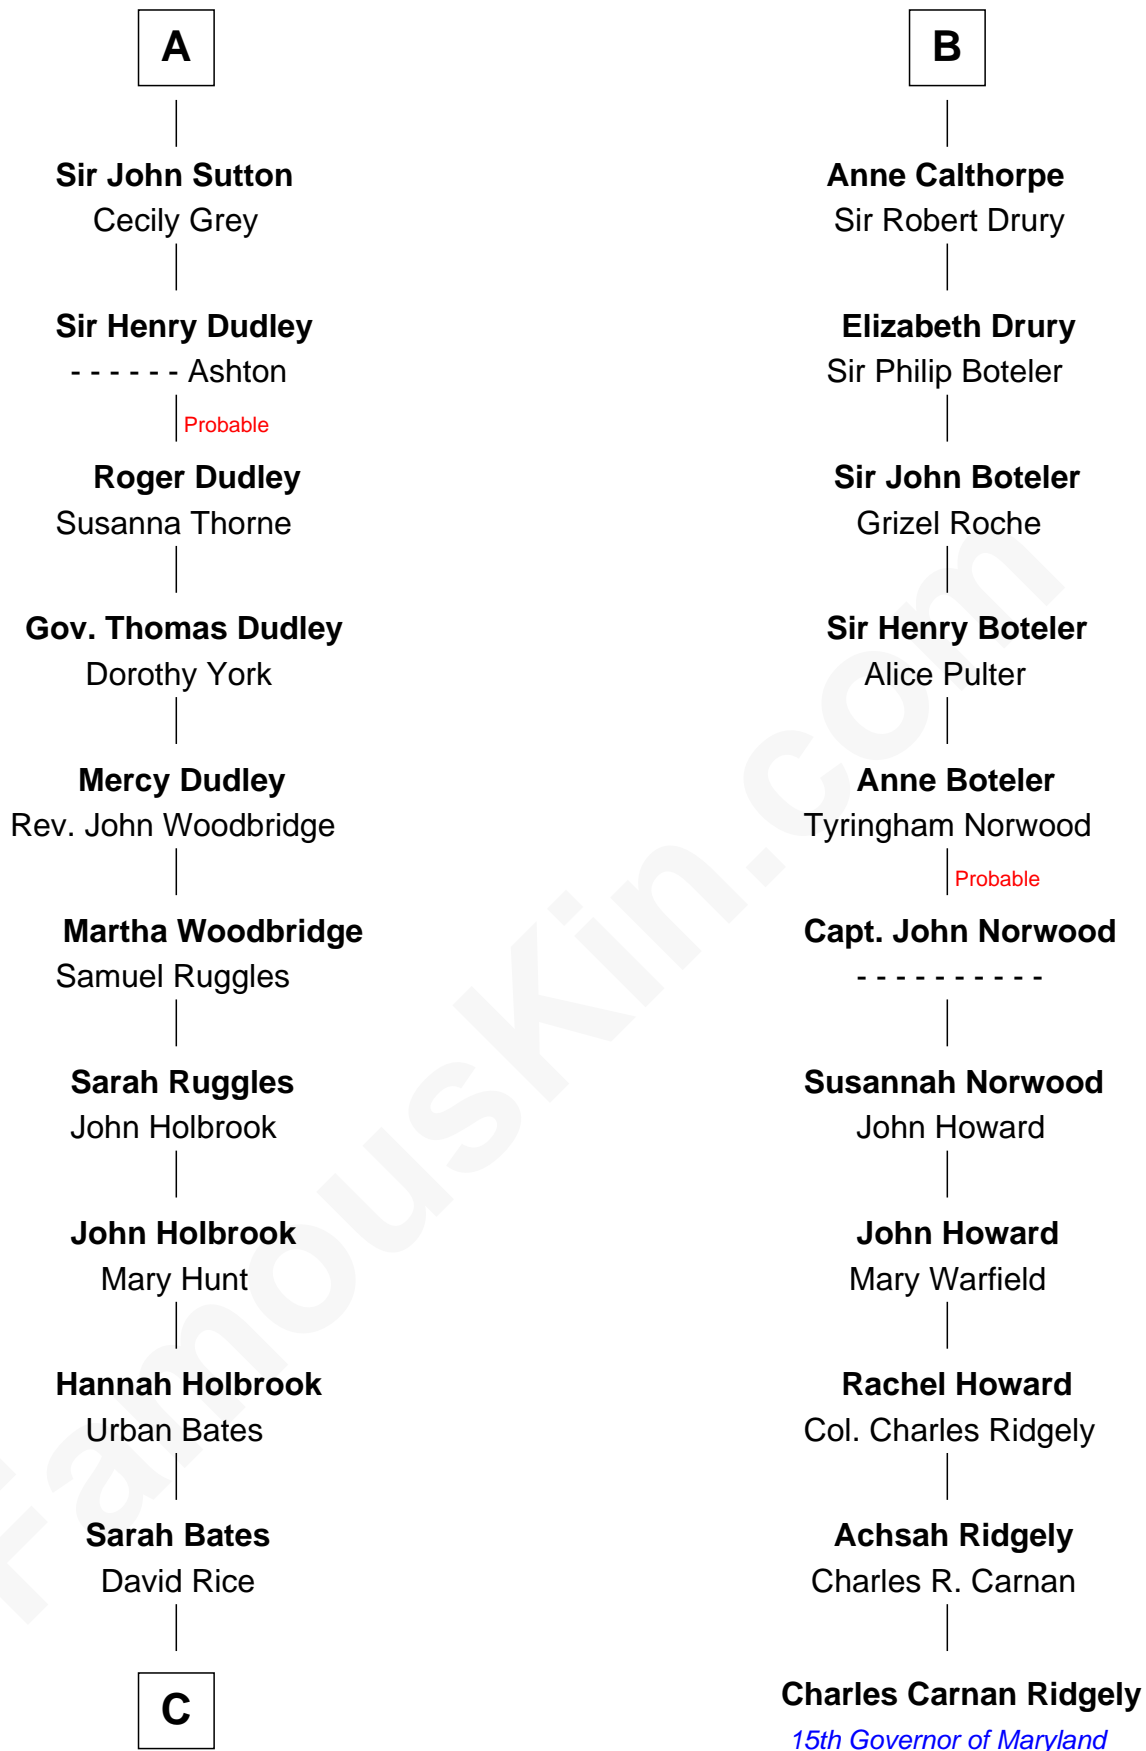 A
Sir John Sutton
Cecily Grey
Sir Henry Dudley
- - - - - - Ashton
Probable
Roger Dudley
Susanna Thorne
Gov. Thomas Dudley
Dorothy York
Mercy Dudley
Rev. John Woodbridge
Martha Woodbridge
Samuel Ruggles
Sarah Ruggles
John Holbrook
John Holbrook
Mary Hunt
Hannah Holbrook
Urban Bates
Sarah Bates
David Rice
C
B
Anne Calthorpe
Sir Robert Drury
Elizabeth Drury
Sir Philip Boteler
Sir John Boteler
Grizel Roche
Sir Henry Boteler
Alice Pulter
Anne Boteler
Tyringham Norwood
Probable
Capt. John Norwood
- - - - - - - - - -
Susannah Norwood
John Howard
John Howard
Mary Warfield
Rachel Howard
Col. Charles Ridgely
Achsah Ridgely
Charles R. Carnan
Charles Carnan Ridgely
15th Governor of Maryland
FamousKin.com